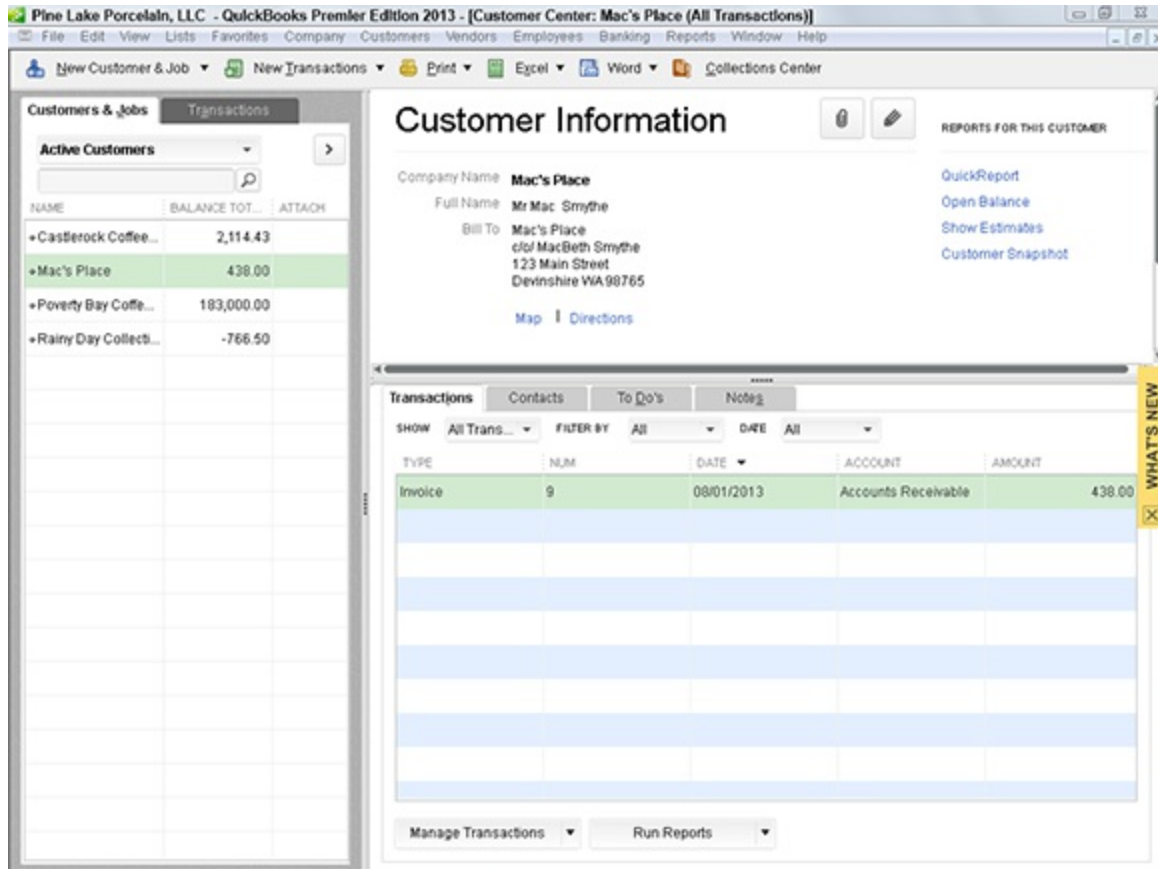 Pine Lake Porcelain, LLC - QuickBooks Premier Edition 2013 - [Customer Center: Mac's Place (All Transactions)]
File Edit View Lists Favorites Company Customers Vendors Employees Banking Reports Window Help
New Customer & Job New Transactions Print Excel Word Collections Center
Customers & Jobs Transactions
Active Customers
NAME BALANCE TOT... ATTACH
Castlerock Coffee... 2,114.43
Mac's Place 438.00
Poverty Bay Coffe... 183,000.00
Rainy Day Collecti... -766.50
Customer Information
Company Name Mac's Place
Full Name Mr Mac Smythe
Bill To Mac's Place
c/o/ MacBeth Smythe
123 Main Street
Devinshire WA 98765
Map | Directions
REPORTS FOR THIS CUSTOMER
QuickReport
Open Balance
Show Estimates
Customer Snapshot
Transactions Contacts To Do's Notes
SHOW All Trans... FILTER BY All DATE All
TYPE NUM DATE ACCOUNT AMOUNT
Invoice 9 08/01/2013 Accounts Receivable 438.00
Manage Transactions Run Reports
WHAT'S NEW